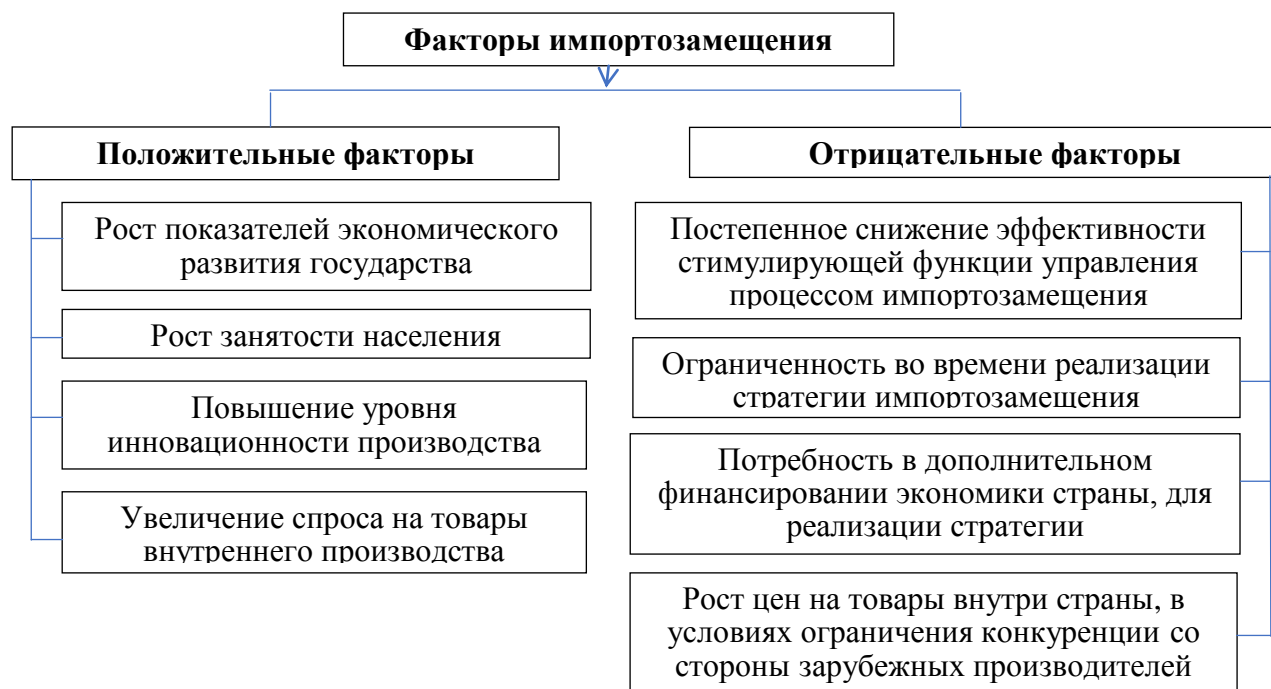 Факторы импортозамещения
Положительные факторы
Рост показателей экономического
развития государства
Рост занятости населения
Повышение уровня
инновационности производства
Увеличение спроса на товары
внутреннего производства
Отрицательные факторы
Постепенное снижение эффективности
стимулирующей функции управления
процессом импортозамещения
Ограниченность во времени реализации
стратегии импортозамещения
Потребность в дополнительном
финансировании экономики страны, для
реализации стратегии
Рост цен на товары внутри страны, в
условиях ограничения конкуренции со
стороны зарубежных производителей